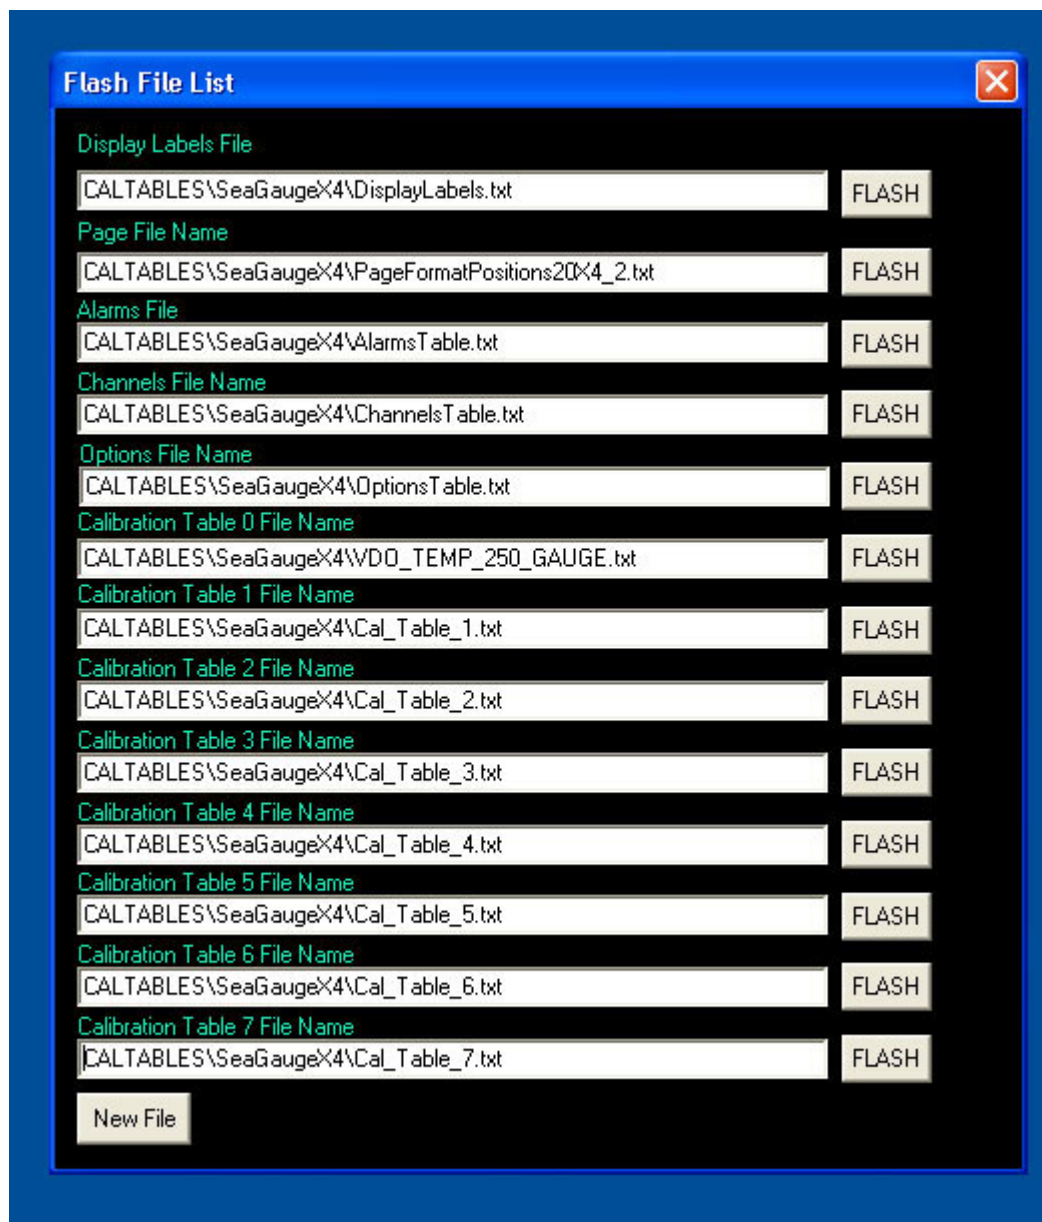 Flash File List
Display Labels File
CALTABLES\SeaGaugeX4\DisplayLabels.txt FLASH
Page File Name
CALTABLES\SeaGaugeX4\PageFormatPositions20X4_2.txt FLASH
Alarms File
CALTABLES\SeaGaugeX4\AlarmsTable.txt FLASH
Channels File Name
CALTABLES\SeaGaugeX4\ChannelsTable.txt FLASH
Options File Name
CALTABLES\SeaGaugeX4\OptionsTable.txt FLASH
Calibration Table 0 File Name
CALTABLES\SeaGaugeX4\VDO_TEMP_250_GAUGE.txt FLASH
Calibration Table 1 File Name
CALTABLES\SeaGaugeX4\Cal_Table_1.txt FLASH
Calibration Table 2 File Name
CALTABLES\SeaGaugeX4\Cal_Table_2.txt FLASH
Calibration Table 3 File Name
CALTABLES\SeaGaugeX4\Cal_Table_3.txt FLASH
Calibration Table 4 File Name
CALTABLES\SeaGaugeX4\Cal_Table_4.txt FLASH
Calibration Table 5 File Name
CALTABLES\SeaGaugeX4\Cal_Table_5.txt FLASH
Calibration Table 6 File Name
CALTABLES\SeaGaugeX4\Cal_Table_6.txt FLASH
Calibration Table 7 File Name
CALTABLES\SeaGaugeX4\Cal_Table_7.txt FLASH
New File